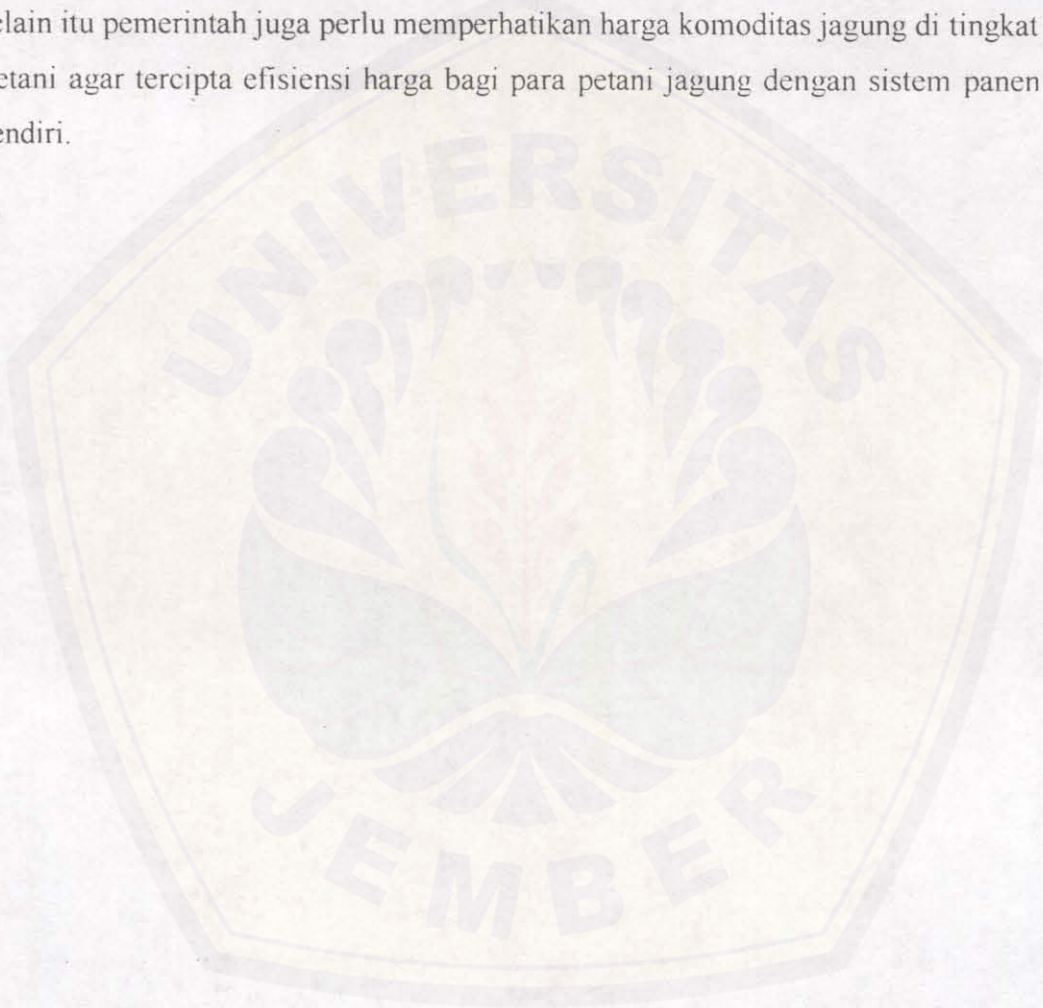 elain itu pemerintah juga perlu memperhatikan harga komoditas jagung di tingkat
etani agar tercipta efisiensi harga bagi para petani jagung dengan sistem panen
endiri.
UNIVERSITAS
JEMBER